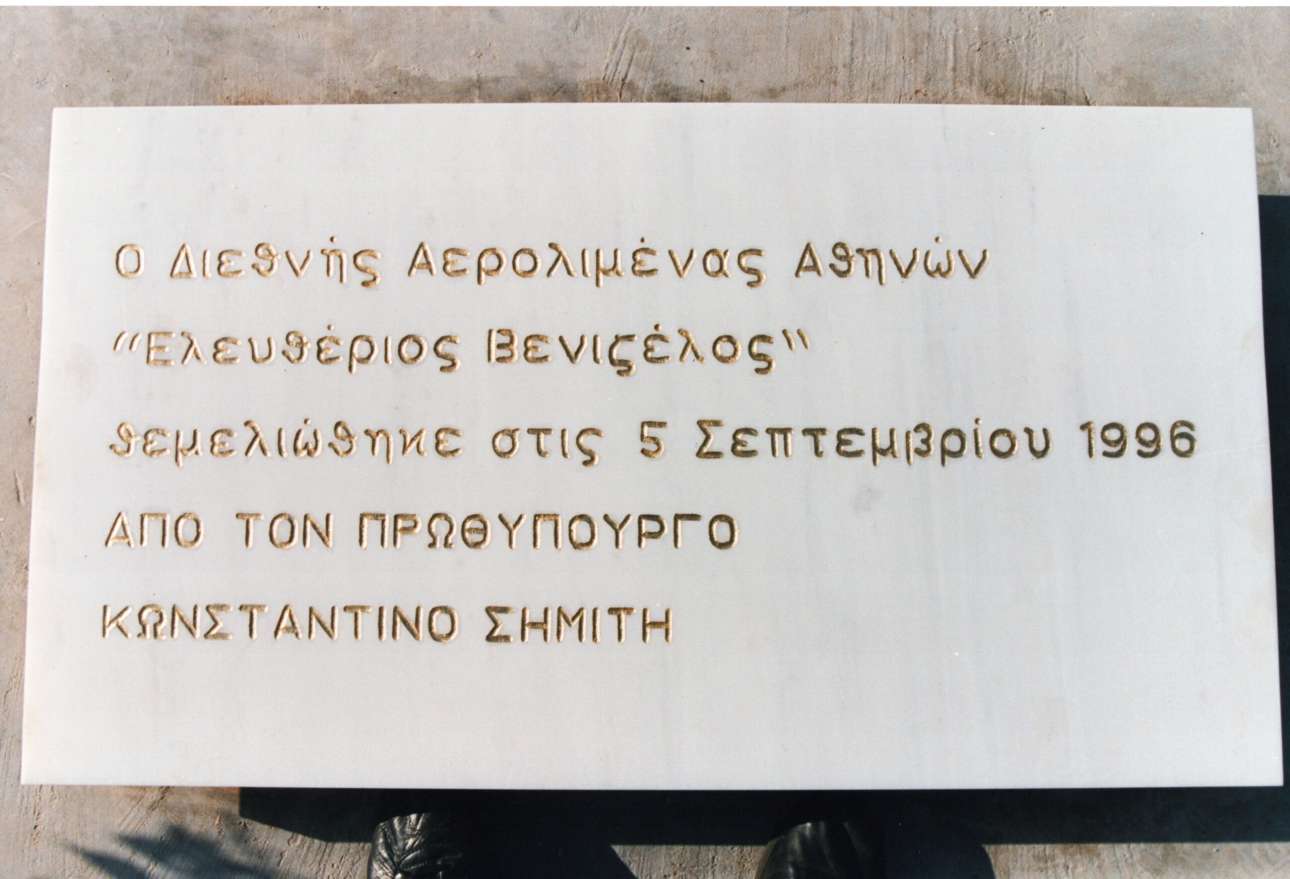 Ο Διεθνής Αερολιμένας Αθηνών
“Ελευθέριος Βενιζέλος”
θεμελιώθηκε στις 5 Σεπτεμβρίου 1996
ΑΠΟ ΤΟΝ ΠΡΩΘΥΠΟΥΡΓΟ
ΚΩΝΣΤΑΝΤΙΝΟ ΣΗΜΙΤΗ